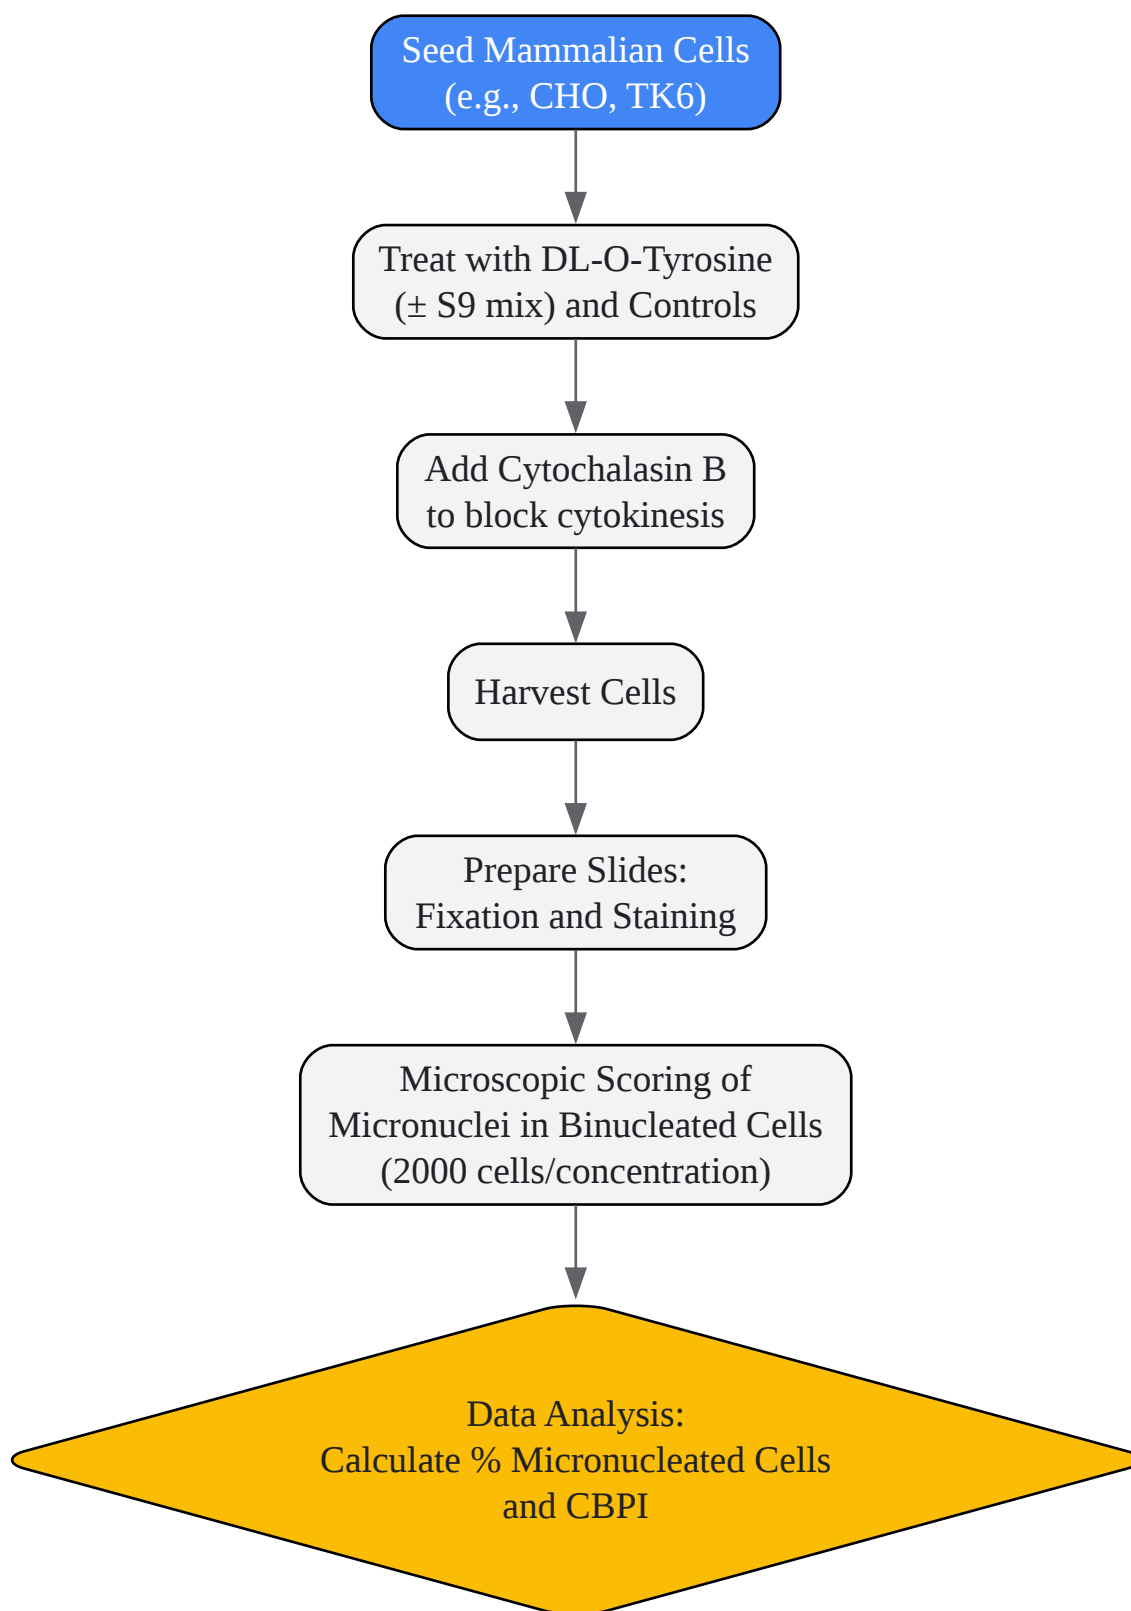 Seed Mammalian Cells
(e.g., CHO, TK6)
Treat with DL-O-Tyrosine
(± S9 mix) and Controls
Add Cytochalasin B
to block cytokinesis
Harvest Cells
Prepare Slides:
Fixation and Staining
Microscopic Scoring of
Micronuclei in Binucleated Cells
(2000 cells/concentration)
Data Analysis:
Calculate % Micronucleated Cells
and CBPI